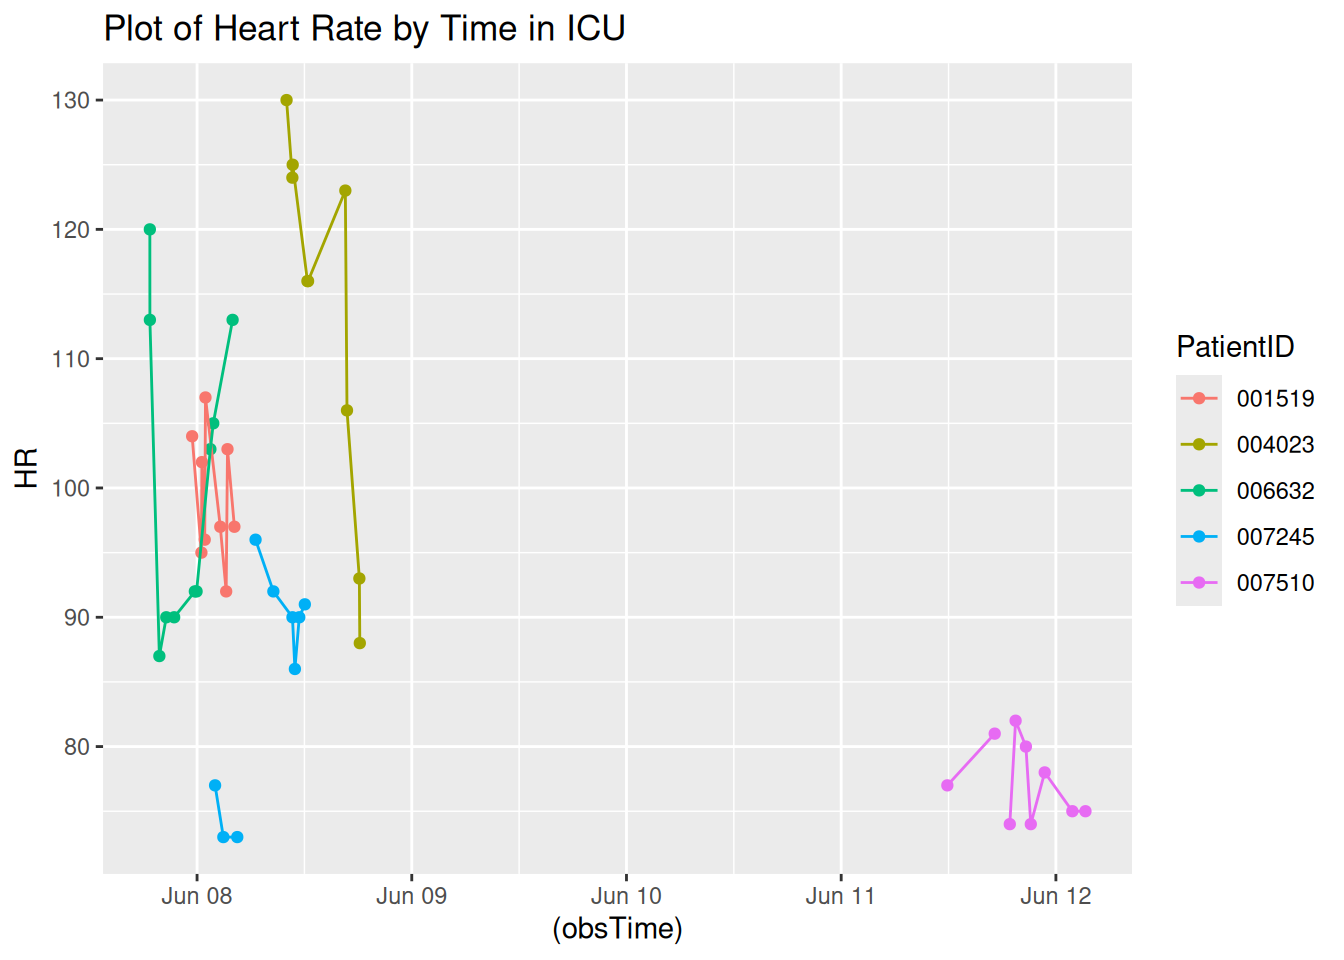 Plot of Heart Rate by Time in ICU
130
120
110
100
90
80
HR
Jun 08
Jun 09
Jun 10
Jun 11
Jun 12
(obsTime)
PatientID
001519
004023
006632
007245
007510